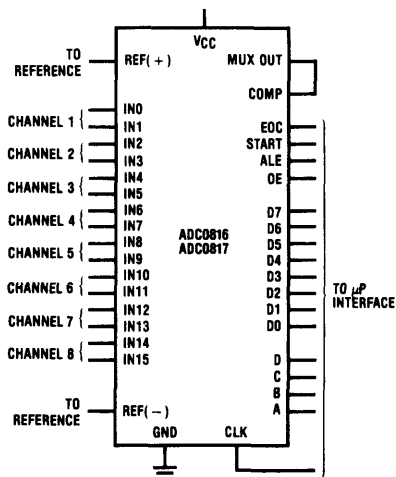 VCC
TO
REFERENCE
REF(+)
MUX OUT
COMP
CHANNEL 1
IN0
IN1
CHANNEL 2
IN2
IN3
CHANNEL 3
IN4
IN5
CHANNEL 4
IN6
IN7
CHANNEL 5
IN8
IN9
CHANNEL 6
IN10
IN11
CHANNEL 7
IN12
IN13
CHANNEL 8
IN14
IN15
TO
REFERENCE
REF(−)
ADC0816
ADC0817
EOC
START
ALE
OE
D7
D6
D5
D4
D3
D2
D1
D0
D
C
B
A
TO μP
INTERFACE
GND
CLK